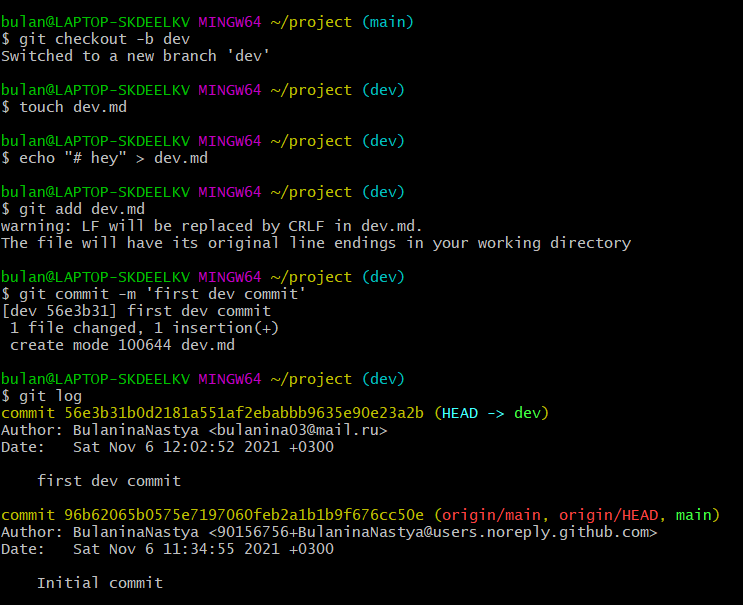 bulan@LAPTOP-SKDEELKV MINGW64 ~/project (main)
$ git checkout -b dev
Switched to a new branch 'dev'
bulan@LAPTOP-SKDEELKV MINGW64 ~/project (dev)
$ touch dev.md
bulan@LAPTOP-SKDEELKV MINGW64 ~/project (dev)
$ echo "# hey" > dev.md
bulan@LAPTOP-SKDEELKV MINGW64 ~/project (dev)
$ git add dev.md
warning: LF will be replaced by CRLF in dev.md.
The file will have its original line endings in your working directory
bulan@LAPTOP-SKDEELKV MINGW64 ~/project (dev)
$ git commit -m 'first dev commit'
[dev 56e3b31] first dev commit
 1 file changed, 1 insertion(+)
 create mode 100644 dev.md
bulan@LAPTOP-SKDEELKV MINGW64 ~/project (dev)
$ git log
commit 56e3b31b0d2181a551af2ebabbb9635e90e23a2b (HEAD -> dev)
Author: BulaninaNastya <bulanina03@mail.ru>
Date:   Sat Nov 6 12:02:52 2021 +0300
    first dev commit
commit 96b62065b0575e7197060feb2a1b1b9f676cc50e (origin/main, origin/HEAD, main)
Author: BulaninaNastya <90156756+BulaninaNastya@users.noreply.github.com>
Date:   Sat Nov 6 11:34:55 2021 +0300
    Initial commit